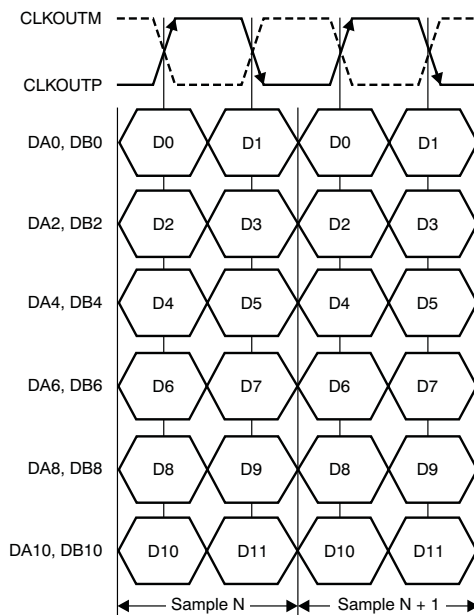 CLKOUTM
CLKOUTP
DA0, DB0 D0 D1 D0 D1
DA2, DB2 D2 D3 D2 D3
DA4, DB4 D4 D5 D4 D5
DA6, DB6 D6 D7 D6 D7
DA8, DB8 D8 D9 D8 D9
DA10, DB10 D10 D11 D10 D11
Sample N Sample N + 1